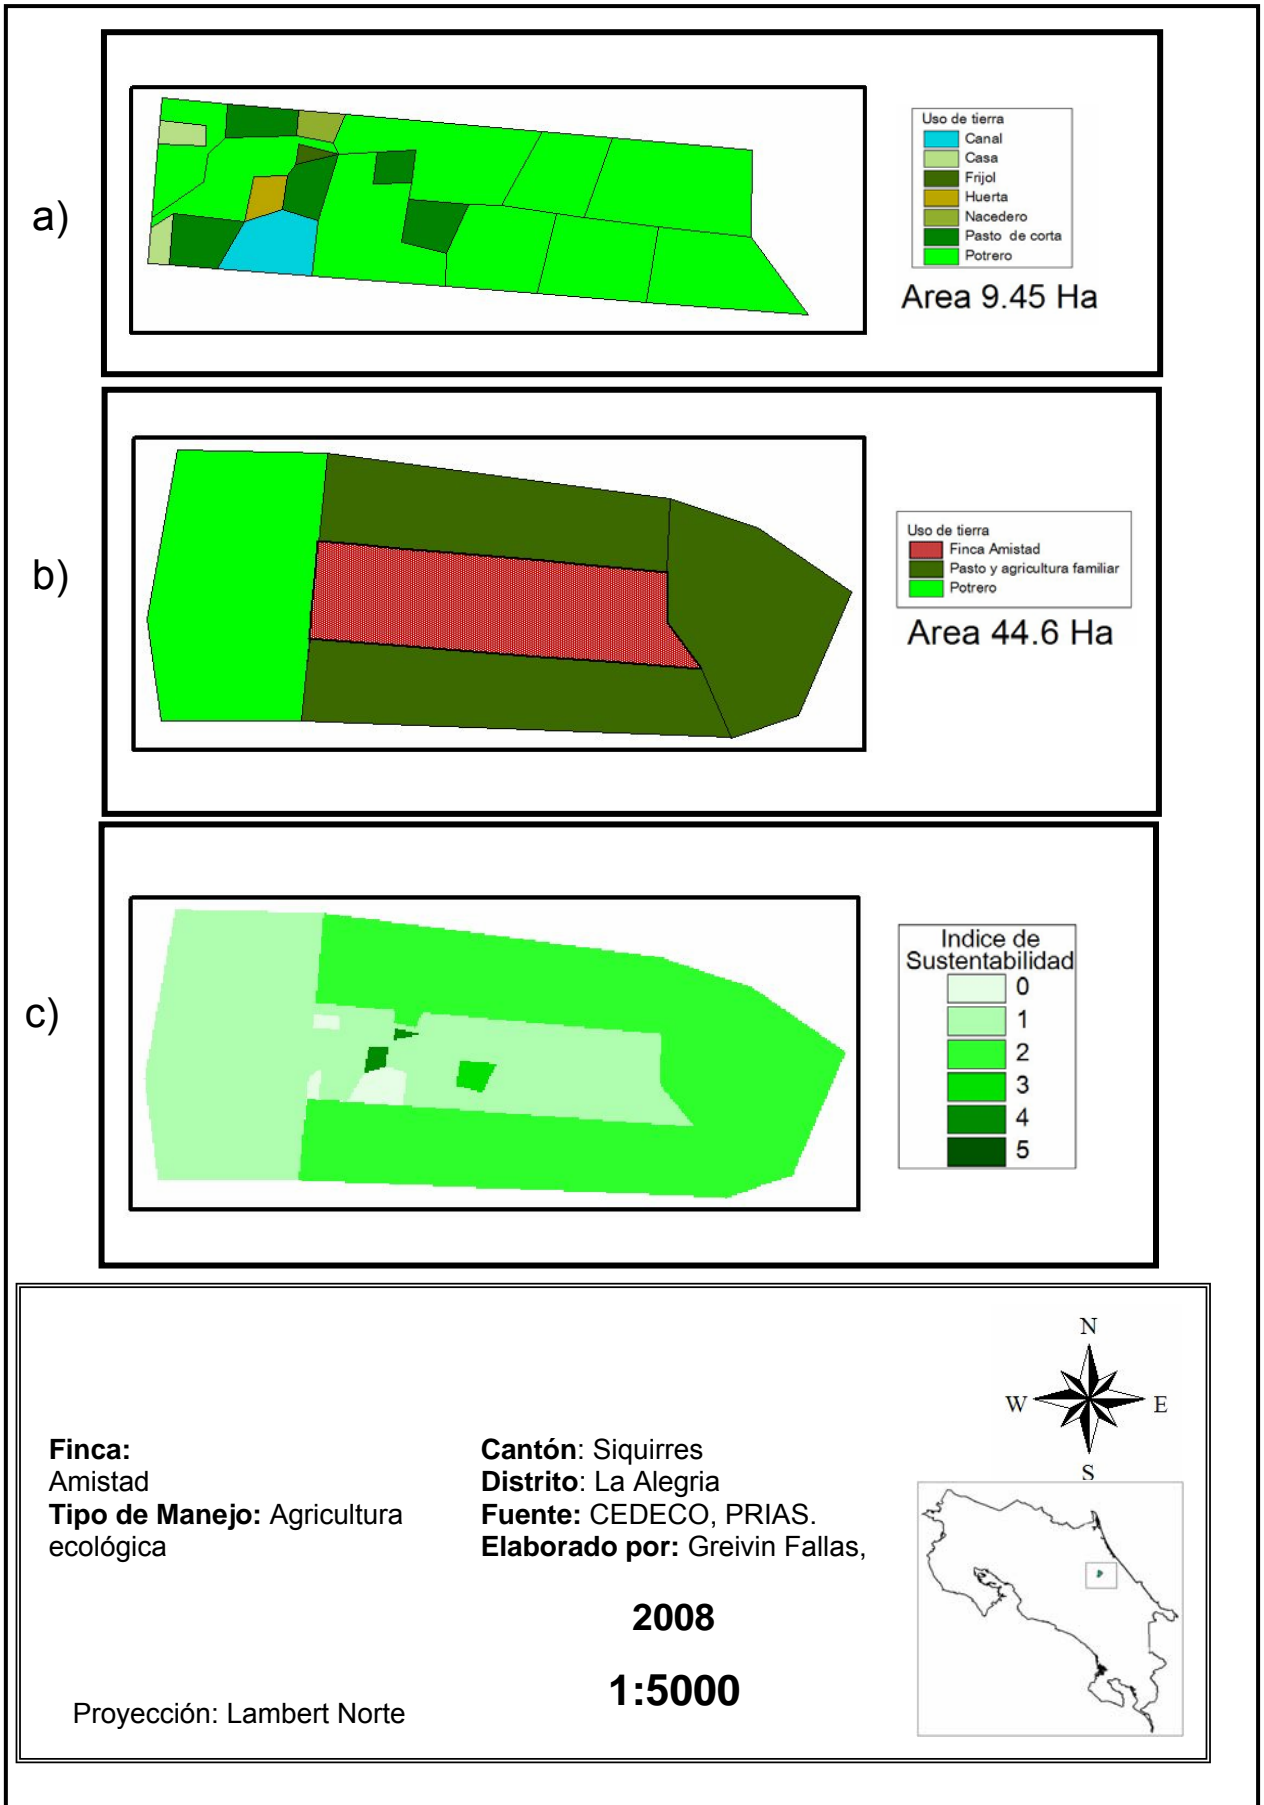 a)
Uso de tierra
Canal
Casa
Frijol
Huerta
Nacedero
Pasto de corta
Potrero
Area 9.45 Ha
b)
Uso de tierra
Finca Amistad
Pasto y agricultura familiar
Potrero
Area 44.6 Ha
c)
Indice de
Sustentabilidad
0
1
2
3
4
5
Finca:
Amistad
Tipo de Manejo: Agricultura
ecológica
Cantón: Siquirres
Distrito: La Alegria
Fuente: CEDECO, PRIAS.
Elaborado por: Greivin Fallas,
2008
1:5000
Proyección: Lambert Norte
N
W E
S